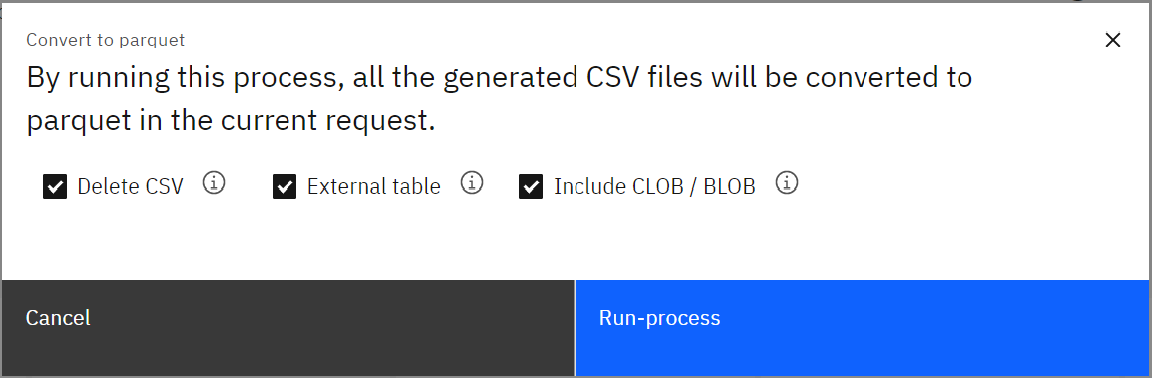 Convert to parquet
By running this process, all the generated CSV files will be converted to
parquet in the current request.
Delete CSV External table Include CLOB / BLOB
Cancel Run-process